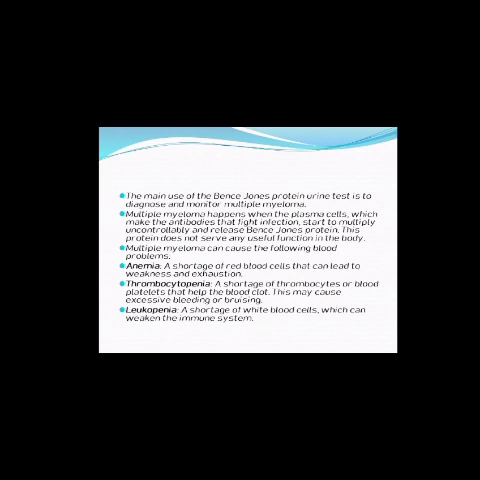 The main use of the Bence Jones protein urine test is to
diagnose and monitor multiple myeloma.
Multiple myeloma happens when the plasma cells, which
make the antibodies that fight infection, start to multiply
uncontrollably and release Bence Jones protein. This
protein does not serve any useful function in the body.
Multiple myeloma can cause the following blood
problems.
Anemia: A shortage of red blood cells that can lead to
weakness and exhaustion.
Thrombocytopenia: A shortage of thrombocytes or blood
platelets that help the blood clot. This may cause
excessive bleeding or bruising.
Leukopenia: A shortage of white blood cells, which can
weaken the immune system.